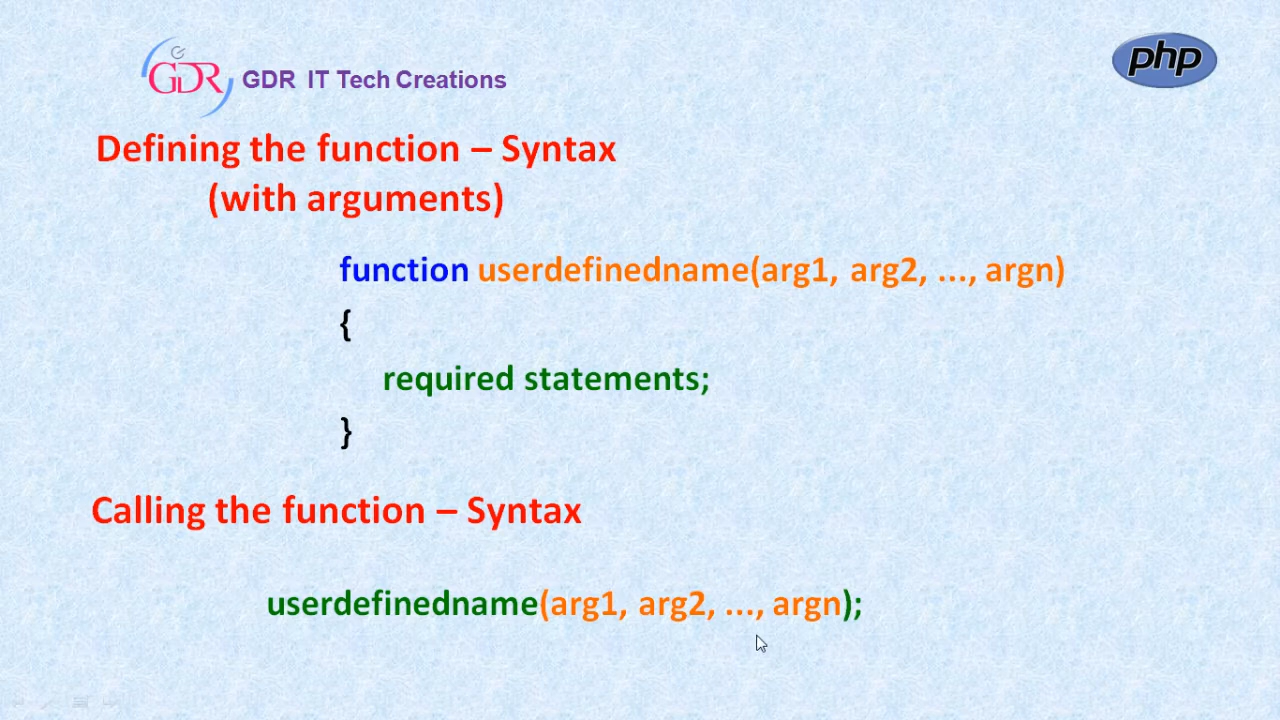 GDR GDR IT Tech Creations
php
Defining the function – Syntax
(with arguments)
function userdefinedname(arg1, arg2, ..., argn)
{
required statements;
}
Calling the function – Syntax
userdefinedname(arg1, arg2, ..., argn);